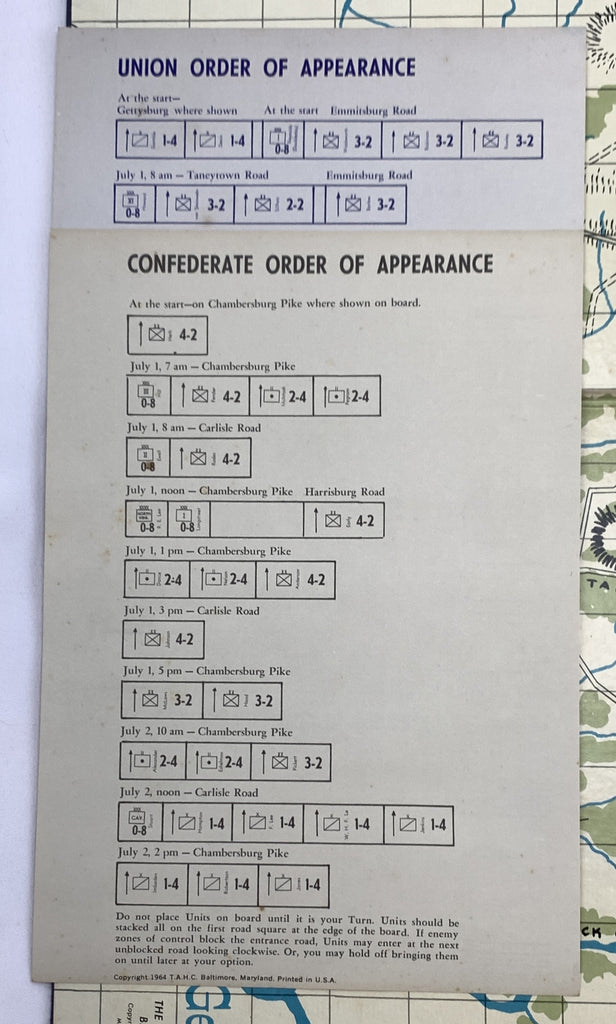 UNION ORDER OF APPEARANCE
At the start—
Gettysburg where shown At the start Emmitsburg Road
1-4 1-4 0-8 3-2 3-2 3-2
July 1, 8 am — Taneytown Road Emmitsburg Road
0-8 3-2 2-2 3-2
CONFEDERATE ORDER OF APPEARANCE
At the start—on Chambersburg Pike where shown on board.
4-2
July 1, 7 am — Chambersburg Pike
0-8 4-2 2-4 2-4
July 1, 8 am — Carlisle Road
0-8 4-2
July 1, noon — Chambersburg Pike Harrisburg Road
0-8 0-8 4-2
July 1, 1 pm — Chambersburg Pike
2-4 2-4 4-2
July 1, 3 pm — Carlisle Road
4-2
July 1, 5 pm — Chambersburg Pike
3-2 3-2
July 2, 10 am — Chambersburg Pike
2-4 2-4 3-2
July 2, noon — Carlisle Road
CAV. 0-8 1-4 1-4 1-4 1-4
July 2, 2 pm — Chambersburg Pike
1-4 1-4 1-4
Do not place Units on board until it is your Turn. Units should be
stacked all on the first road square at the edge of the board. If enemy
zones of control block the entrance road, Units may enter at the next
unblocked road looking clockwise. Or, you may hold off bringing them
on until later at your option.
Copyright 1964 T.A.H.C. Baltimore, Maryland. Printed in U.S.A.
TA
CK
THE
Ge